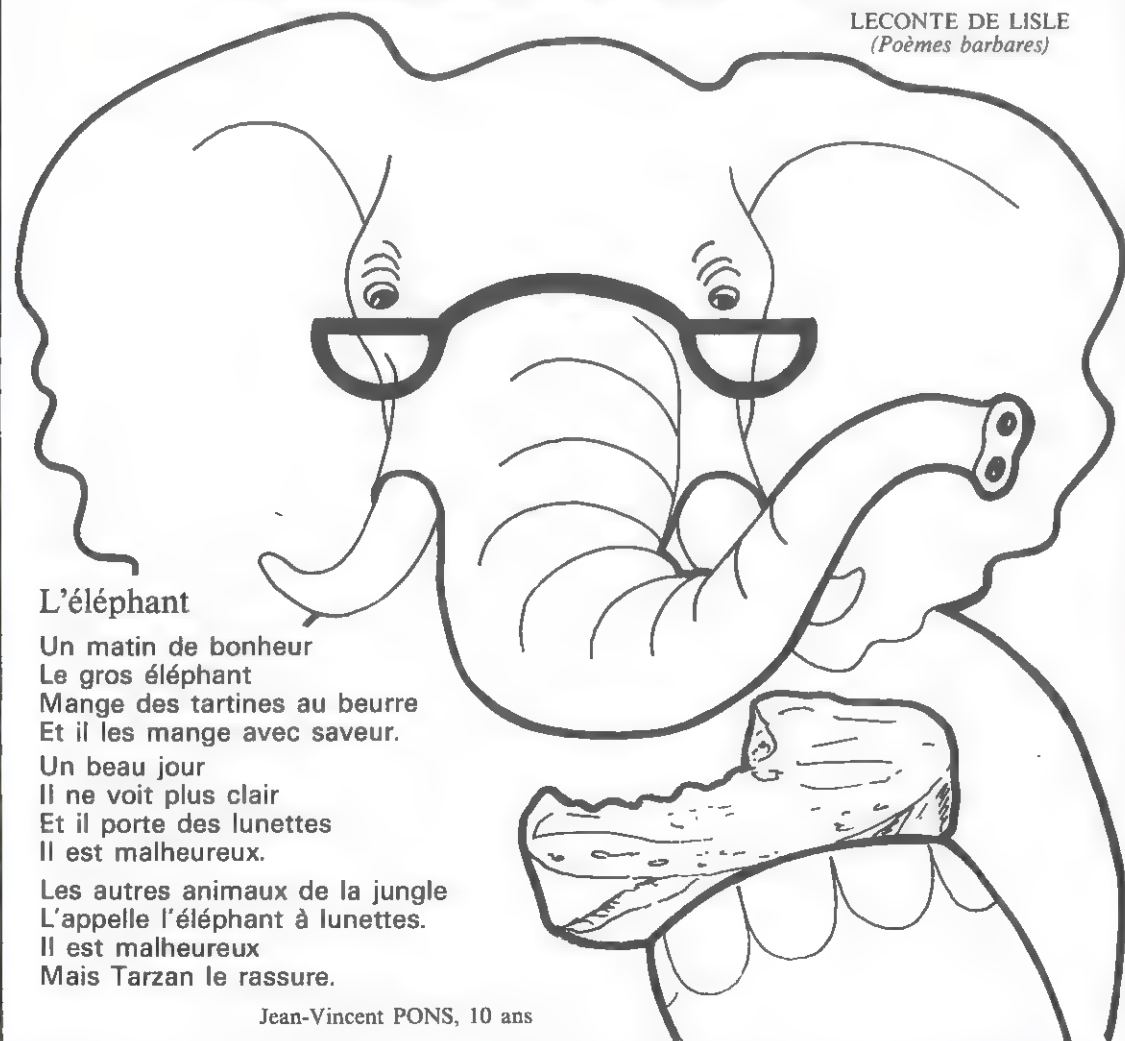 LECONTE DE LISLE
(Poèmes barbares)
L'éléphant
Un matin de bonheur
Le gros éléphant
Mange des tartines au beurre
Et il les mange avec saveur.
Un beau jour
Il ne voit plus clair
Et il porte des lunettes
Il est malheureux.
Les autres animaux de la jungle
L'appelle l'éléphant à lunettes.
Il est malheureux
Mais Tarzan le rassure.
Jean-Vincent PONS, 10 ans